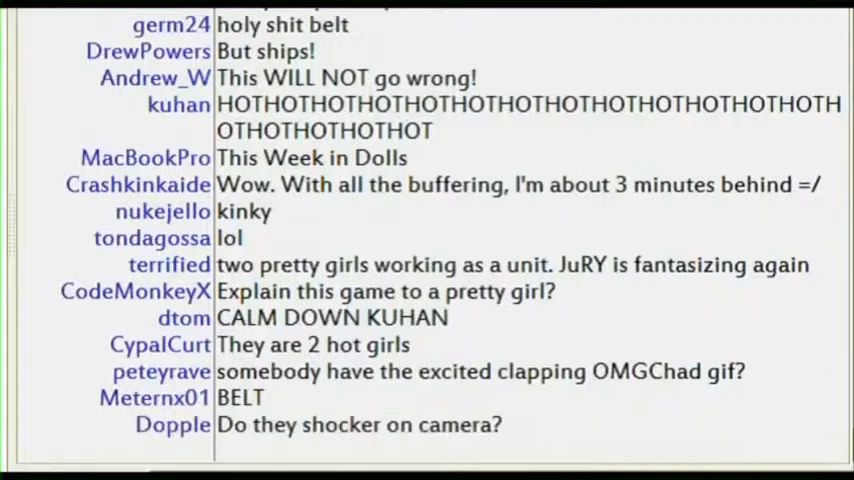 germ24 holy shit belt
DrewPowers But ships!
Andrew_W This WILL NOT go wrong!
kuhan HOTHOTHOTHOTHOTHOTHOTHOTHOTHOTHOTHOTHOTHOTH
OTHOTHOTHOTHOT
MacBookPro This Week in Dolls
Crashkinkaide Wow. With all the buffering, I'm about 3 minutes behind =/
nukejello kinky
tondagossa lol
terrified two pretty girls working as a unit. JuRY is fantasizing again
CodeMonkeyX Explain this game to a pretty girl?
dtom CALM DOWN KUHAN
CypalCurt They are 2 hot girls
peteyrave somebody have the excited clapping OMGChad gif?
Meternx01 BELT
Dopple Do they shocker on camera?